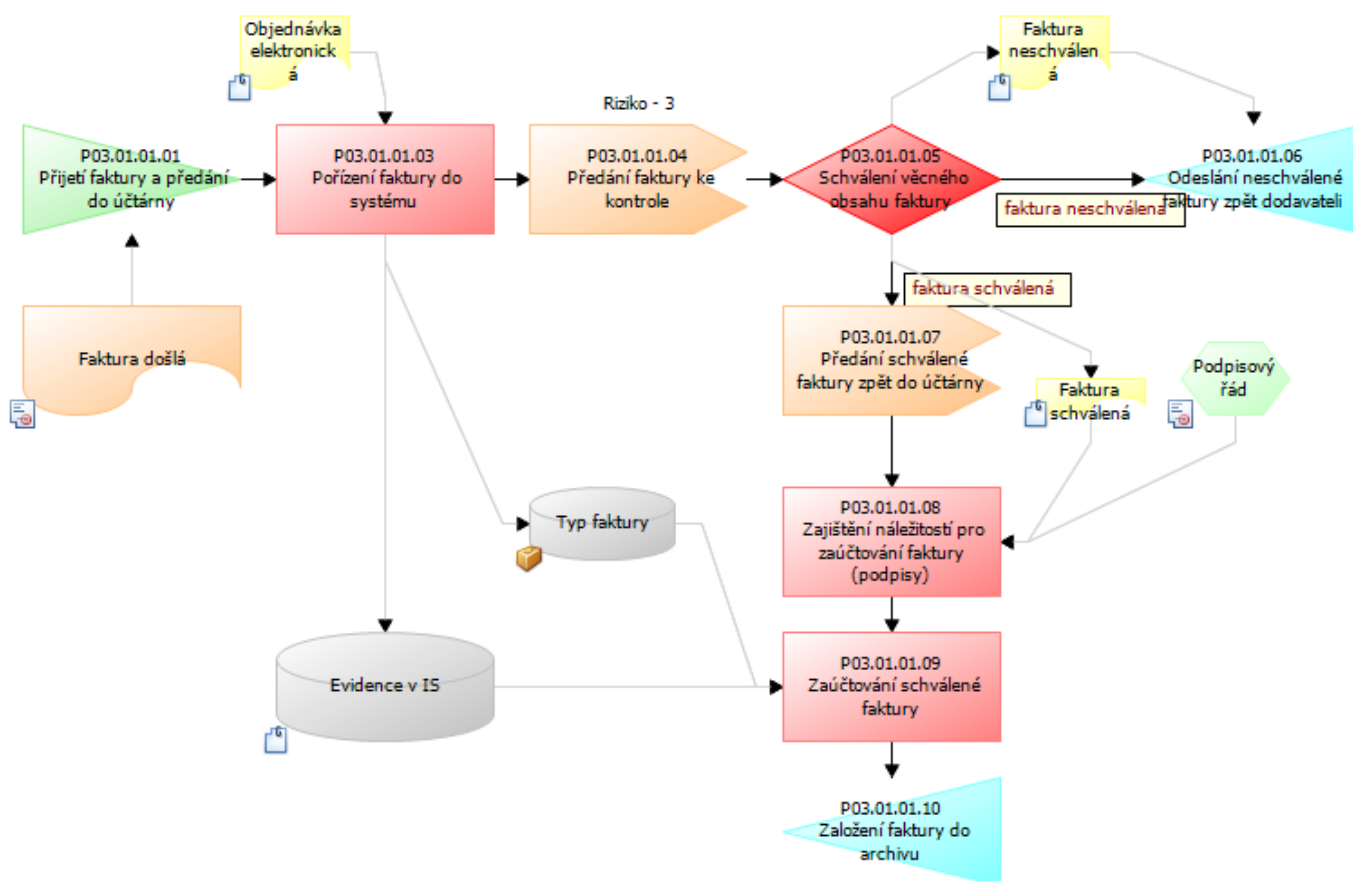 Objednávka
elektronick
á
Faktura
neschválen
á
Riziko - 3
P03.01.01.01
Přijetí faktury a předání
do účtárny
P03.01.01.03
Pořízení faktury do
systému
P03.01.01.04
Předání faktury ke
kontrole
P03.01.01.05
Schválení věcného
obsahu faktury
P03.01.01.06
Odeslání neschválené
faktury zpět dodavateli
faktura neschválená
faktura schválená
Faktura došlá
P03.01.01.07
Předání schválené
faktury zpět do účtárny
Faktura
schválená
Podpisový
řád
Typ faktury
P03.01.01.08
Zajištění náležitostí pro
zaúčtování faktury
(podpisy)
Evidence v IS
P03.01.01.09
Zaúčtování schválené
faktury
P03.01.01.10
Založení faktury do
archivu